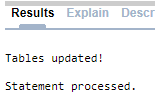 Results Explain Descr
Tables updated!
Statement processed.